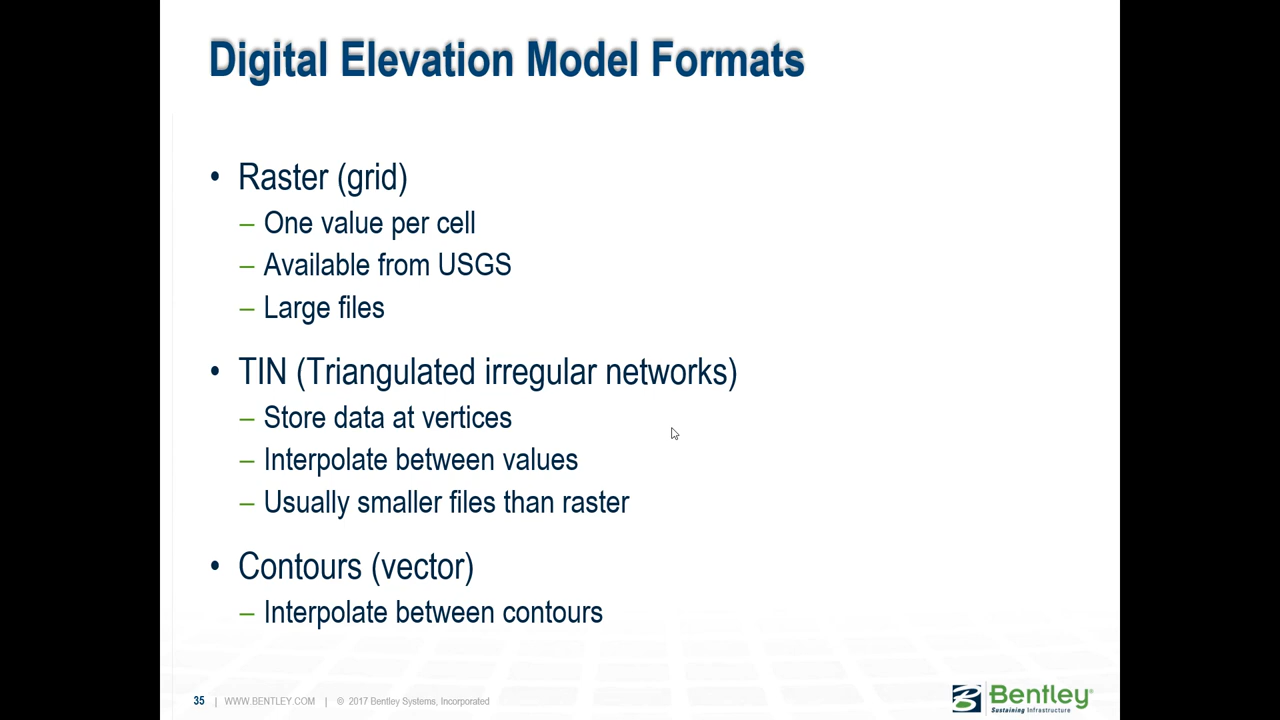 Digital Elevation Model Formats
• Raster (grid)
– One value per cell
– Available from USGS
– Large files
• TIN (Triangulated irregular networks)
– Store data at vertices
– Interpolate between values
– Usually smaller files than raster
• Contours (vector)
– Interpolate between contours
35 | WWW.BENTLEY.COM | © 2017 Bentley Systems, Incorporated
Bentley®
Sustaining Infrastructure